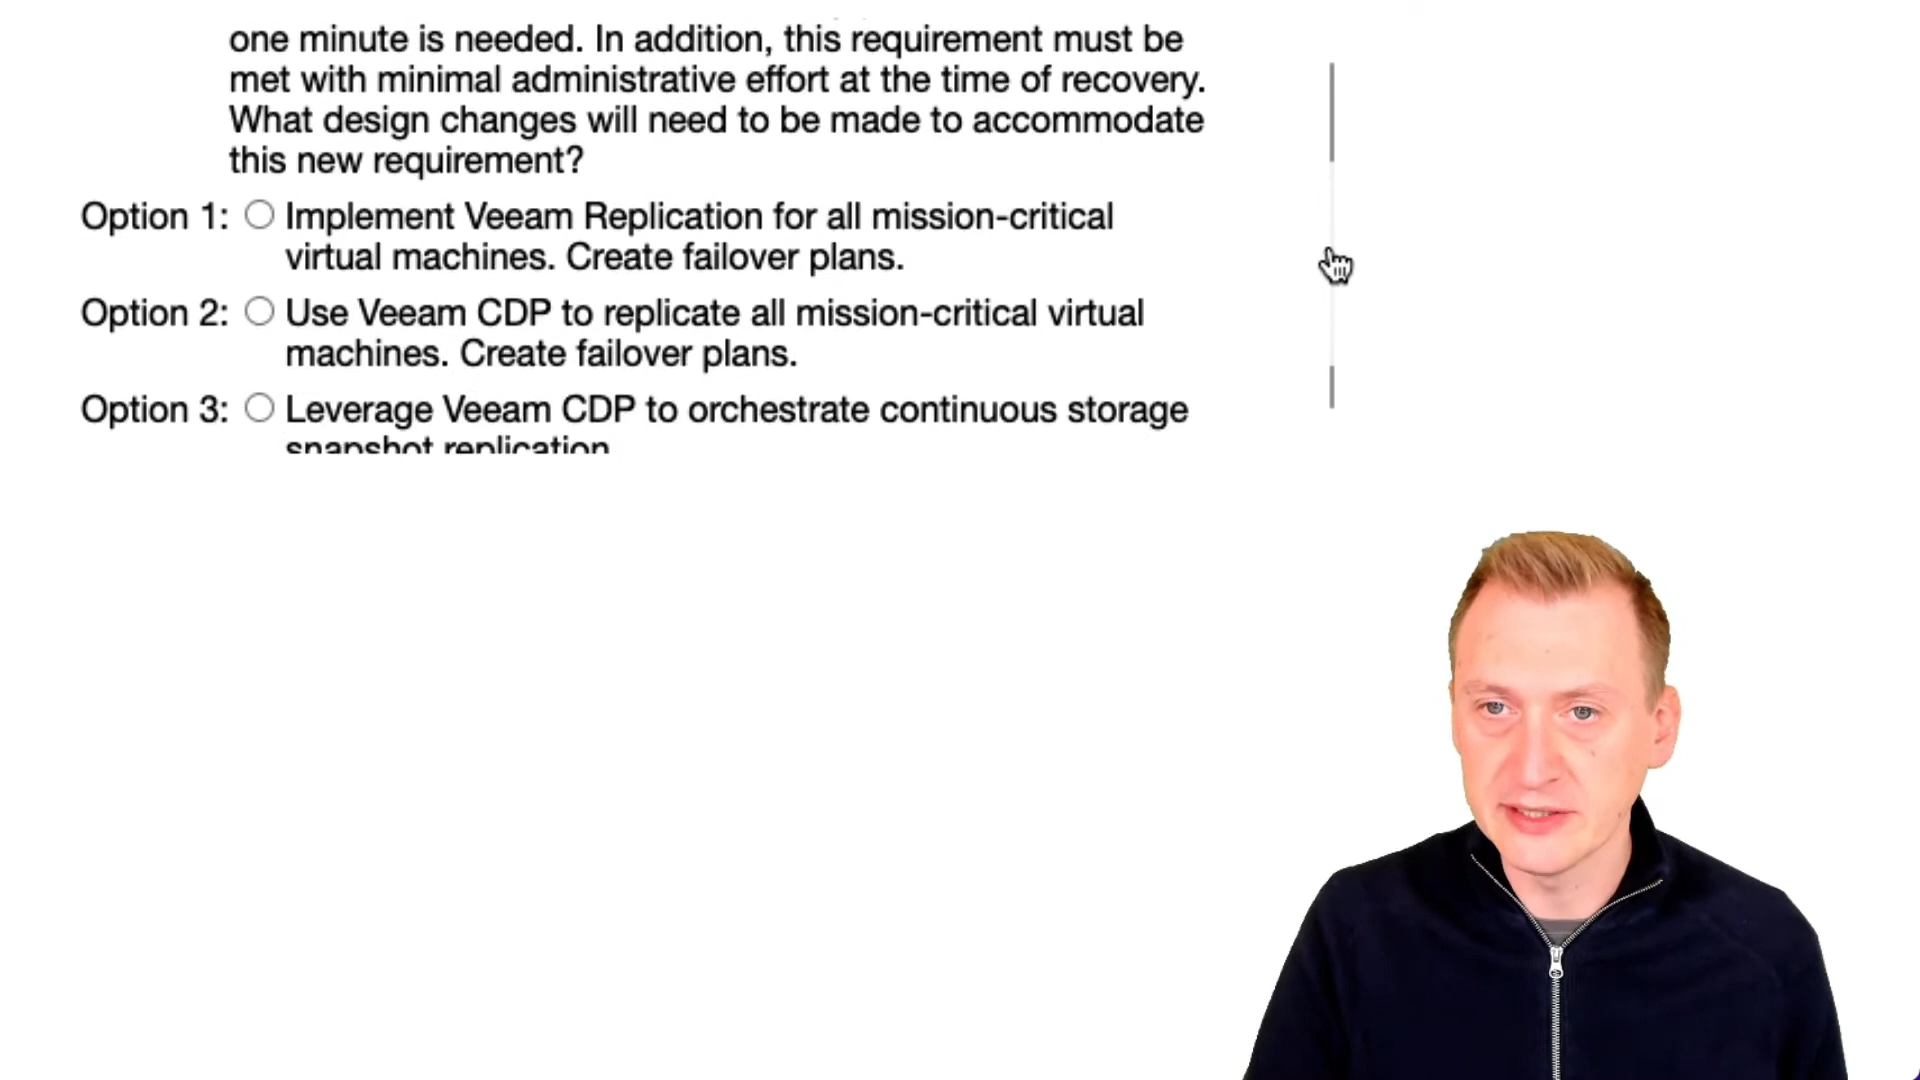 one minute is needed. In addition, this requirement must be
met with minimal administrative effort at the time of recovery.
What design changes will need to be made to accommodate
this new requirement?
Option 1: Implement Veeam Replication for all mission-critical
virtual machines. Create failover plans.
Option 2: Use Veeam CDP to replicate all mission-critical virtual
machines. Create failover plans.
Option 3: Leverage Veeam CDP to orchestrate continuous storage
snapshot replication